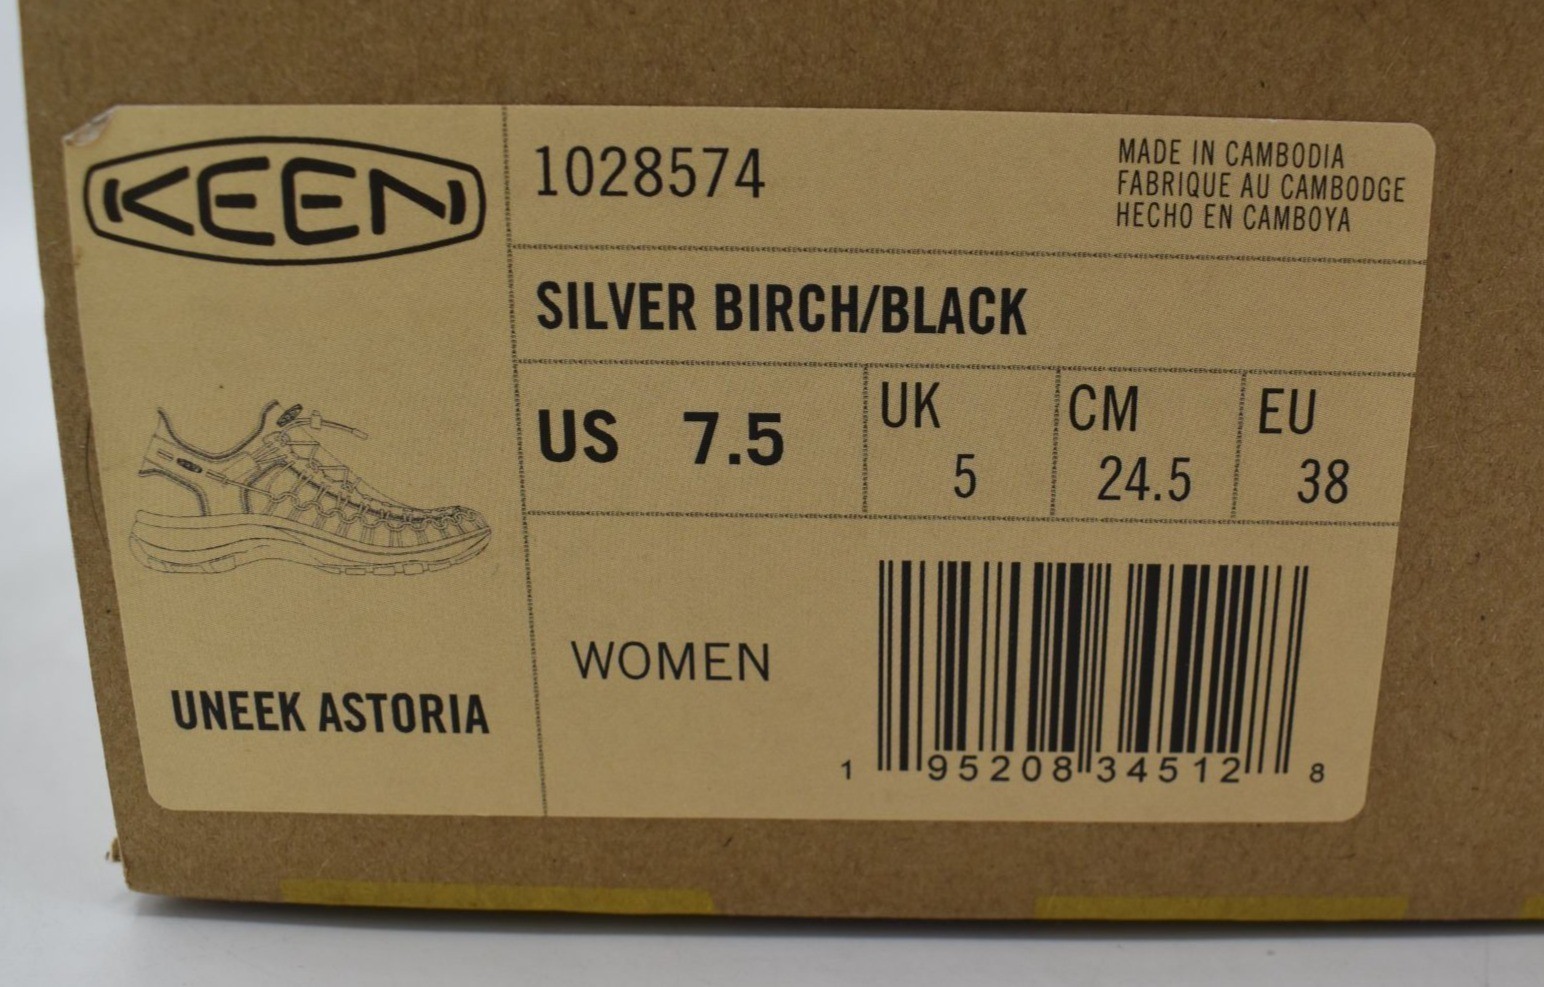 KEEN
1028574
MADE IN CAMBODIA
FABRIQUE AU CAMBODGE
HECHO EN CAMBOYA
SILVER BIRCH/BLACK
US 7.5
UK 5
CM 24.5
EU 38
UNEEK ASTORIA
WOMEN
1 95208 34512 8